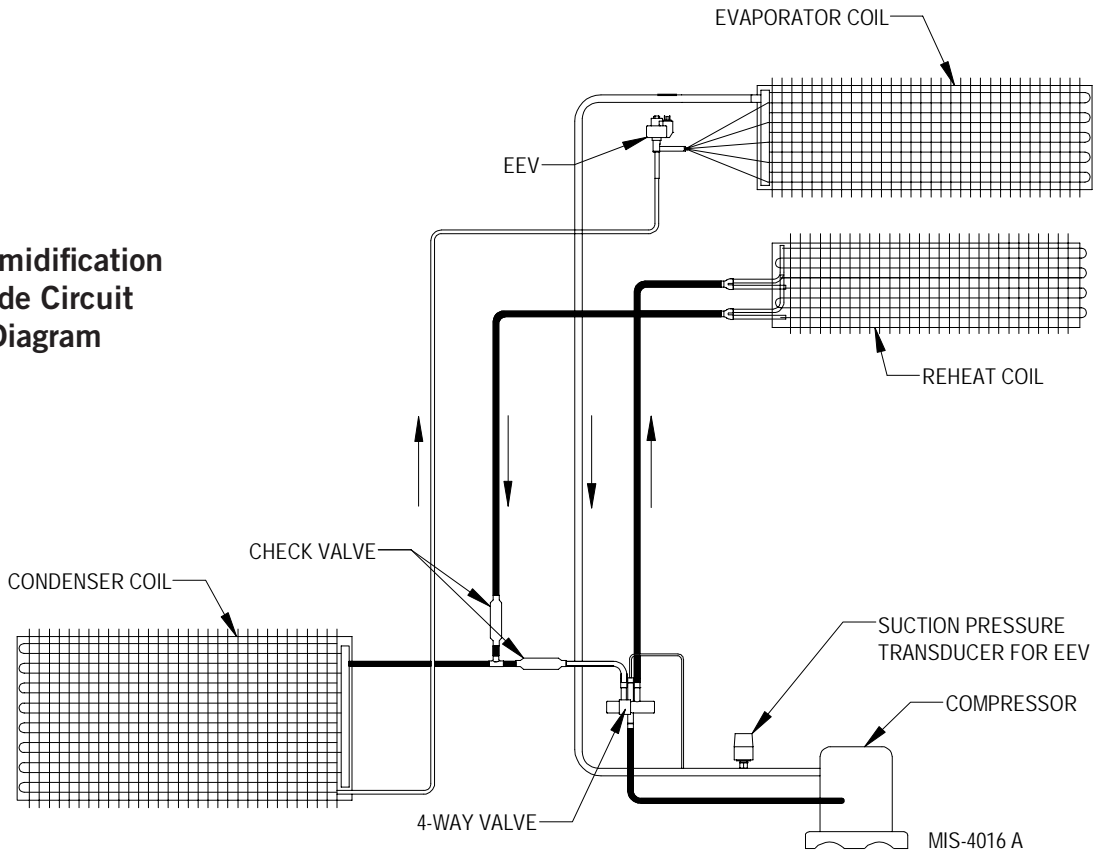 EVAPORATOR COIL
EEV
midification
de Circuit
Diagram
REHEAT COIL
CHECK VALVE
CONDENSER COIL
SUCTION PRESSURE
TRANSDUCER FOR EEV
COMPRESSOR
4-WAY VALVE
MIS-4016 A